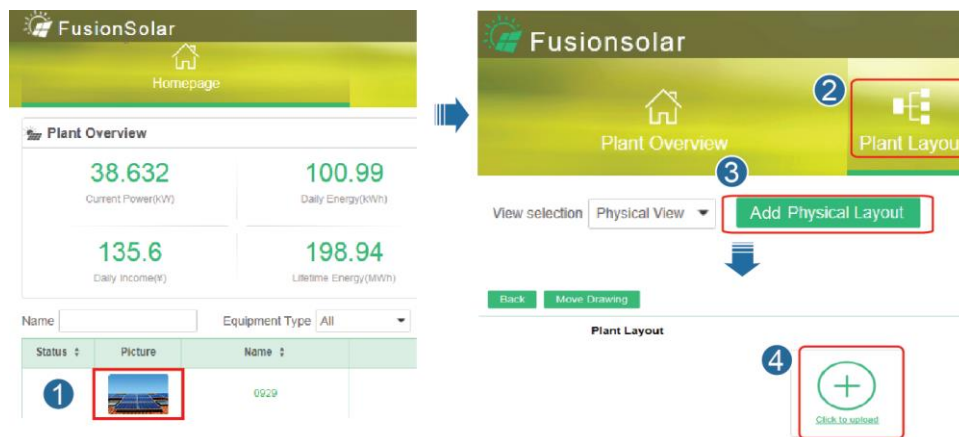 FusionSolar
Homepage
Plant Overview
38.632
100.99
Current Power(kW)
Daily Energy(kWh)
135.6
198.94
Daily Income(¥)
Lifetime Energy(MWh)
Name
Equipment Type All
Status Picture Name
1
0929
Fusionsolar
2
Plant Overview
Plant Layou
3
View selection Physical View Add Physical Layout
Back Move Drawing
Plant Layout
4
Click to upload